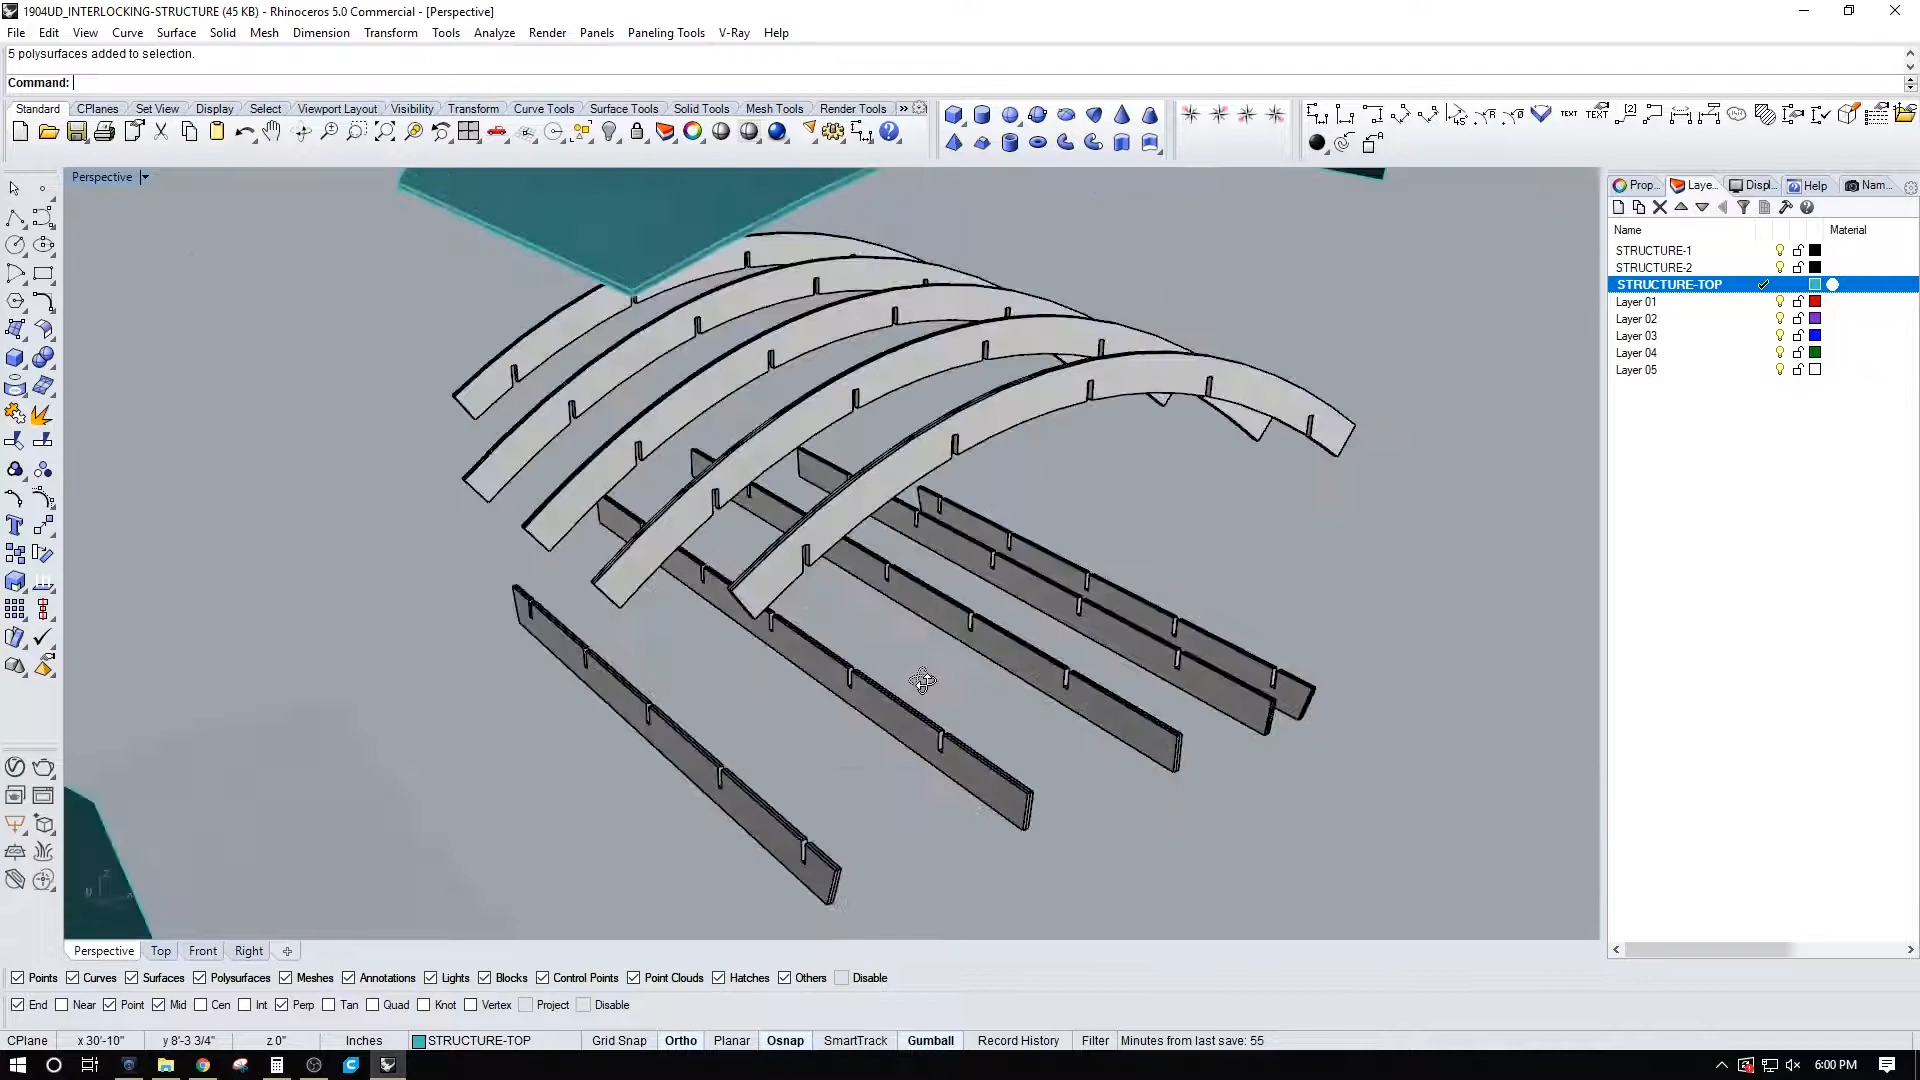 1904UD_INTERLOCKING-STRUCTURE (45 KB) - Rhinoceros 5.0 Commercial - [Perspective]
File Edit View Curve Surface Solid Mesh Dimension Transform Tools Analyze Render Panels Paneling Tools V-Ray Help
5 polysurfaces added to selection.
Command:
Standard CPlanes Set View Display Select Viewport Layout Visibility Transform Curve Tools Surface Tools Solid Tools Mesh Tools Render Tools »
TEXT TEXT
Perspective
Prop... Laye... Displ... Help Nam...
Name Material
STRUCTURE-1
STRUCTURE-2
STRUCTURE-TOP
Layer 01
Layer 02
Layer 03
Layer 04
Layer 05
Perspective Top Front Right
Points Curves Surfaces Polysurfaces Meshes Annotations Lights Blocks Control Points Point Clouds Hatches Others Disable
End Near Point Mid Cen Int Perp Tan Quad Knot Vertex Project Disable
CPlane x 30'-10" y 8'-3 3/4" z 0" Inches STRUCTURE-TOP Grid Snap Ortho Planar Osnap SmartTrack Gumball Record History Filter Minutes from last save: 55
6:00 PM